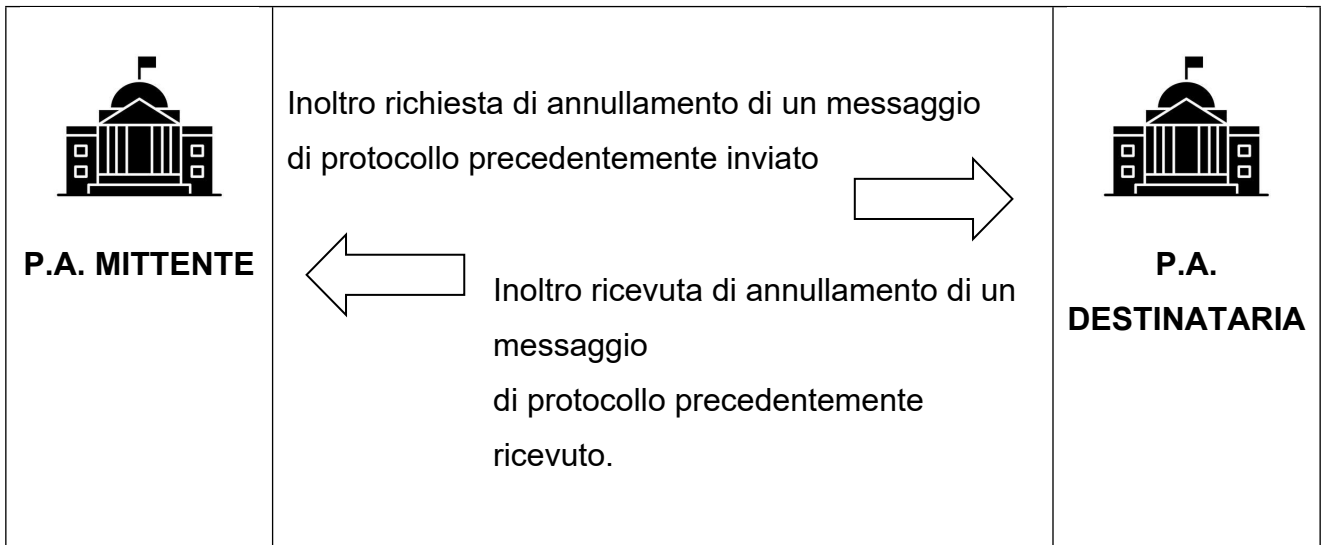 P.A. MITTENTE
Inoltro richiesta di annullamento di un messaggio
di protocollo precedentemente inviato
Inoltro ricevuta di annullamento di un
messaggio
di protocollo precedentemente
ricevuto.
P.A.
DESTINATARIA